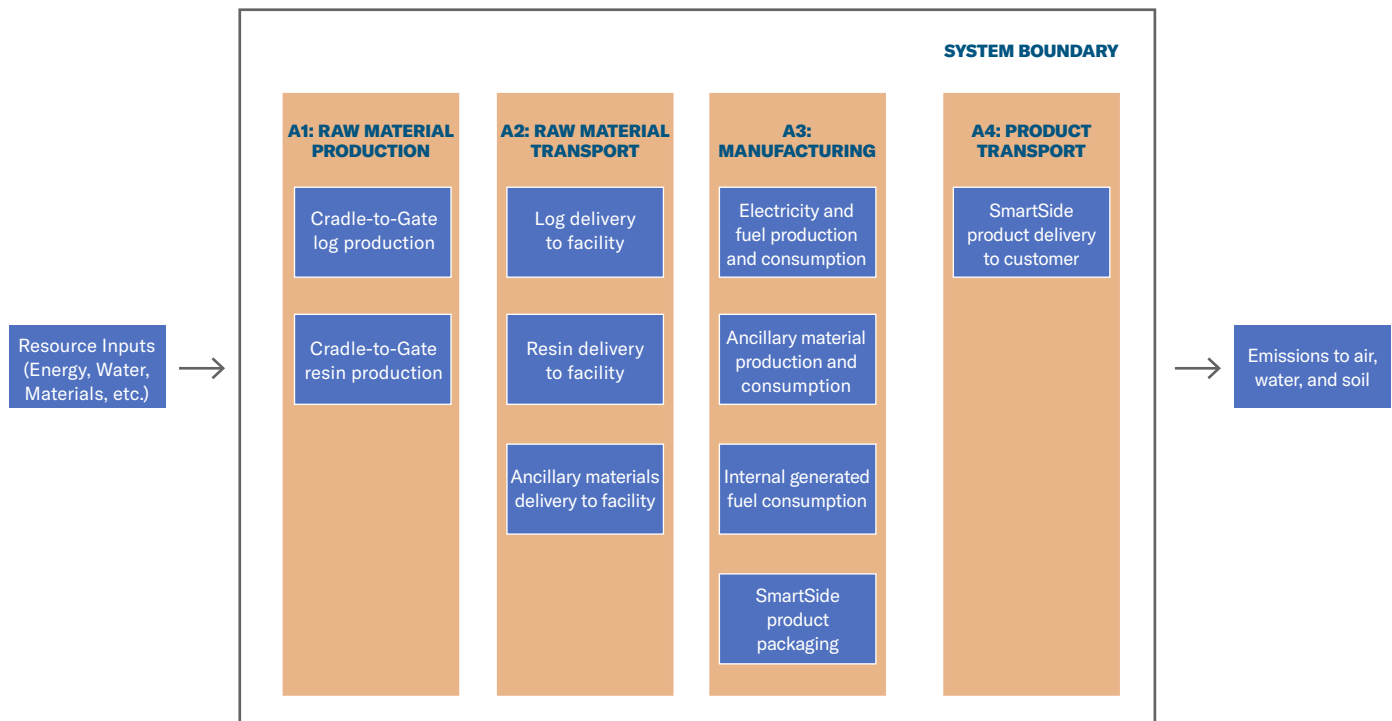 SYSTEM BOUNDARY
A1: RAW MATERIAL
PRODUCTION
Cradle-to-Gate
log production
Cradle-to-Gate
resin production
A2: RAW MATERIAL
TRANSPORT
Log delivery
to facility
Resin delivery
to facility
Ancillary materials
delivery to facility
A3:
MANUFACTURING
Electricity and
fuel production
and consumption
Ancillary material
production and
consumption
Internal generated
fuel consumption
SmartSide
product
packaging
A4: PRODUCT
TRANSPORT
SmartSide
product delivery
to customer
Resource Inputs
(Energy, Water,
Materials, etc.)
Emissions to air,
water, and soil